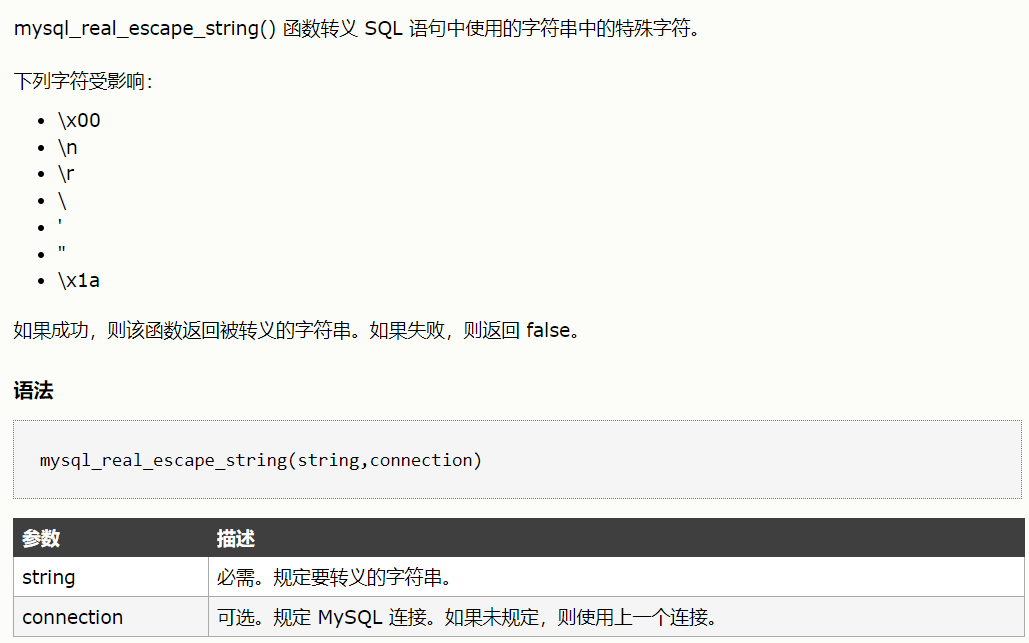 mysql_real_escape_string() 函数转义 SQL 语句中使用的字符串中的特殊字符。
下列字符受影响：
• \x00
• \n
• \r
• \
• '
• "
• \x1a
如果成功，则该函数返回被转义的字符串。如果失败，则返回 false。
语法
mysql_real_escape_string(string,connection)
参数 描述
string 必需。规定要转义的字符串。
connection 可选。规定 MySQL 连接。如果未规定，则使用上一个连接。